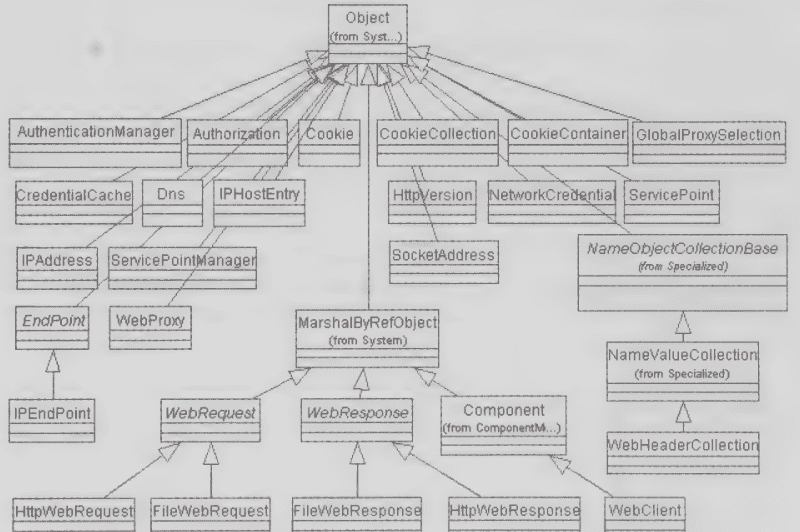 Object
(from Syst...)
AuthenticationManager
Authorization
Cookie
CookieCollection
CookieContainer
GlobalProxySelection
CredentialCache
Dns
IPHostEntry
HttpVersion
NetworkCredential
ServicePoint
IPAddress
ServicePointManager
SocketAddress
NameObjectCollectionBase
(from Specialized)
EndPoint
WebProxy
MarshalByRefObject
(from System)
NameValueCollection
(from Specialized)
IPEndPoint
WebRequest
WebResponse
Component
(from ComponentM...)
WebHeaderCollection
HttpWebRequest
FileWebRequest
FileWebResponse
HttpWebResponse
WebClient